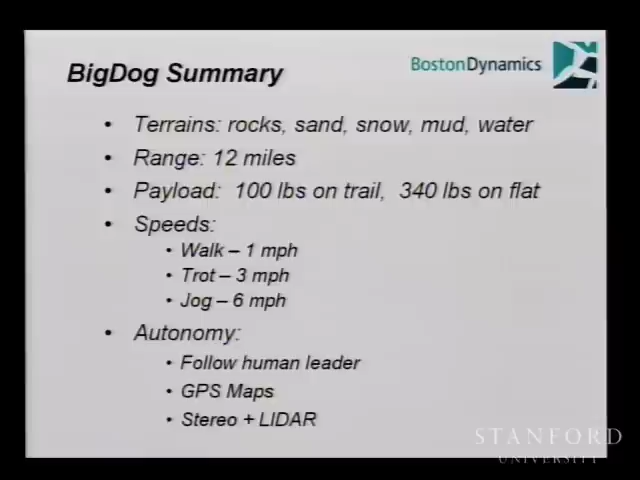 BigDog Summary
BostonDynamics
• Terrains: rocks, sand, snow, mud, water
• Range: 12 miles
• Payload: 100 lbs on trail, 340 lbs on flat
• Speeds:
• Walk – 1 mph
• Trot – 3 mph
• Jog – 6 mph
• Autonomy:
• Follow human leader
• GPS Maps
• Stereo + LIDAR
STANFORD
UNIVERSITY